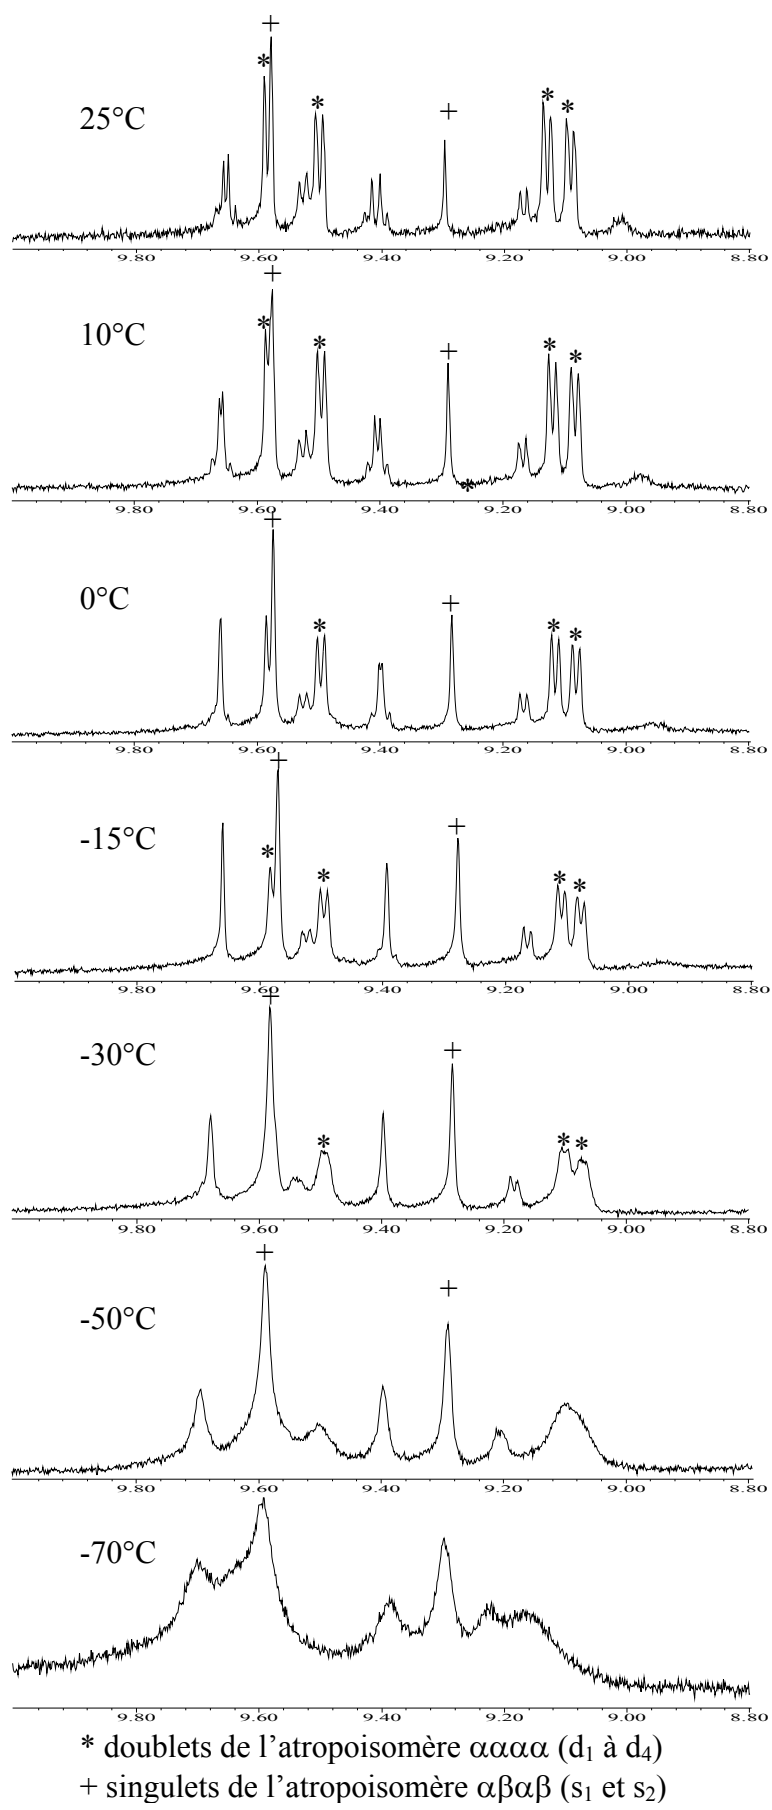 +
*
* + * *
25°C
9.80 9.60 9.40 9.20 9.00 8.80
+
10°C
* * + * *
*
9.80 9.60 9.40 9.20 9.00 8.80
+
0°C
* + * *
9.80 9.60 9.40 9.20 9.00 8.80
+
-15°C
* * + * *
9.80 9.60 9.40 9.20 9.00 8.80
+
-30°C
* + * *
9.80 9.60 9.40 9.20 9.00 8.80
+ +
-50°C
9.80 9.60 9.40 9.20 9.00 8.80
-70°C
9.80 9.60 9.40 9.20 9.00 8.80
* doublets de l’atropoisomère αααα (d₁ à d₄)
+ singulets de l’atropoisomère αβαβ (s₁ et s₂)